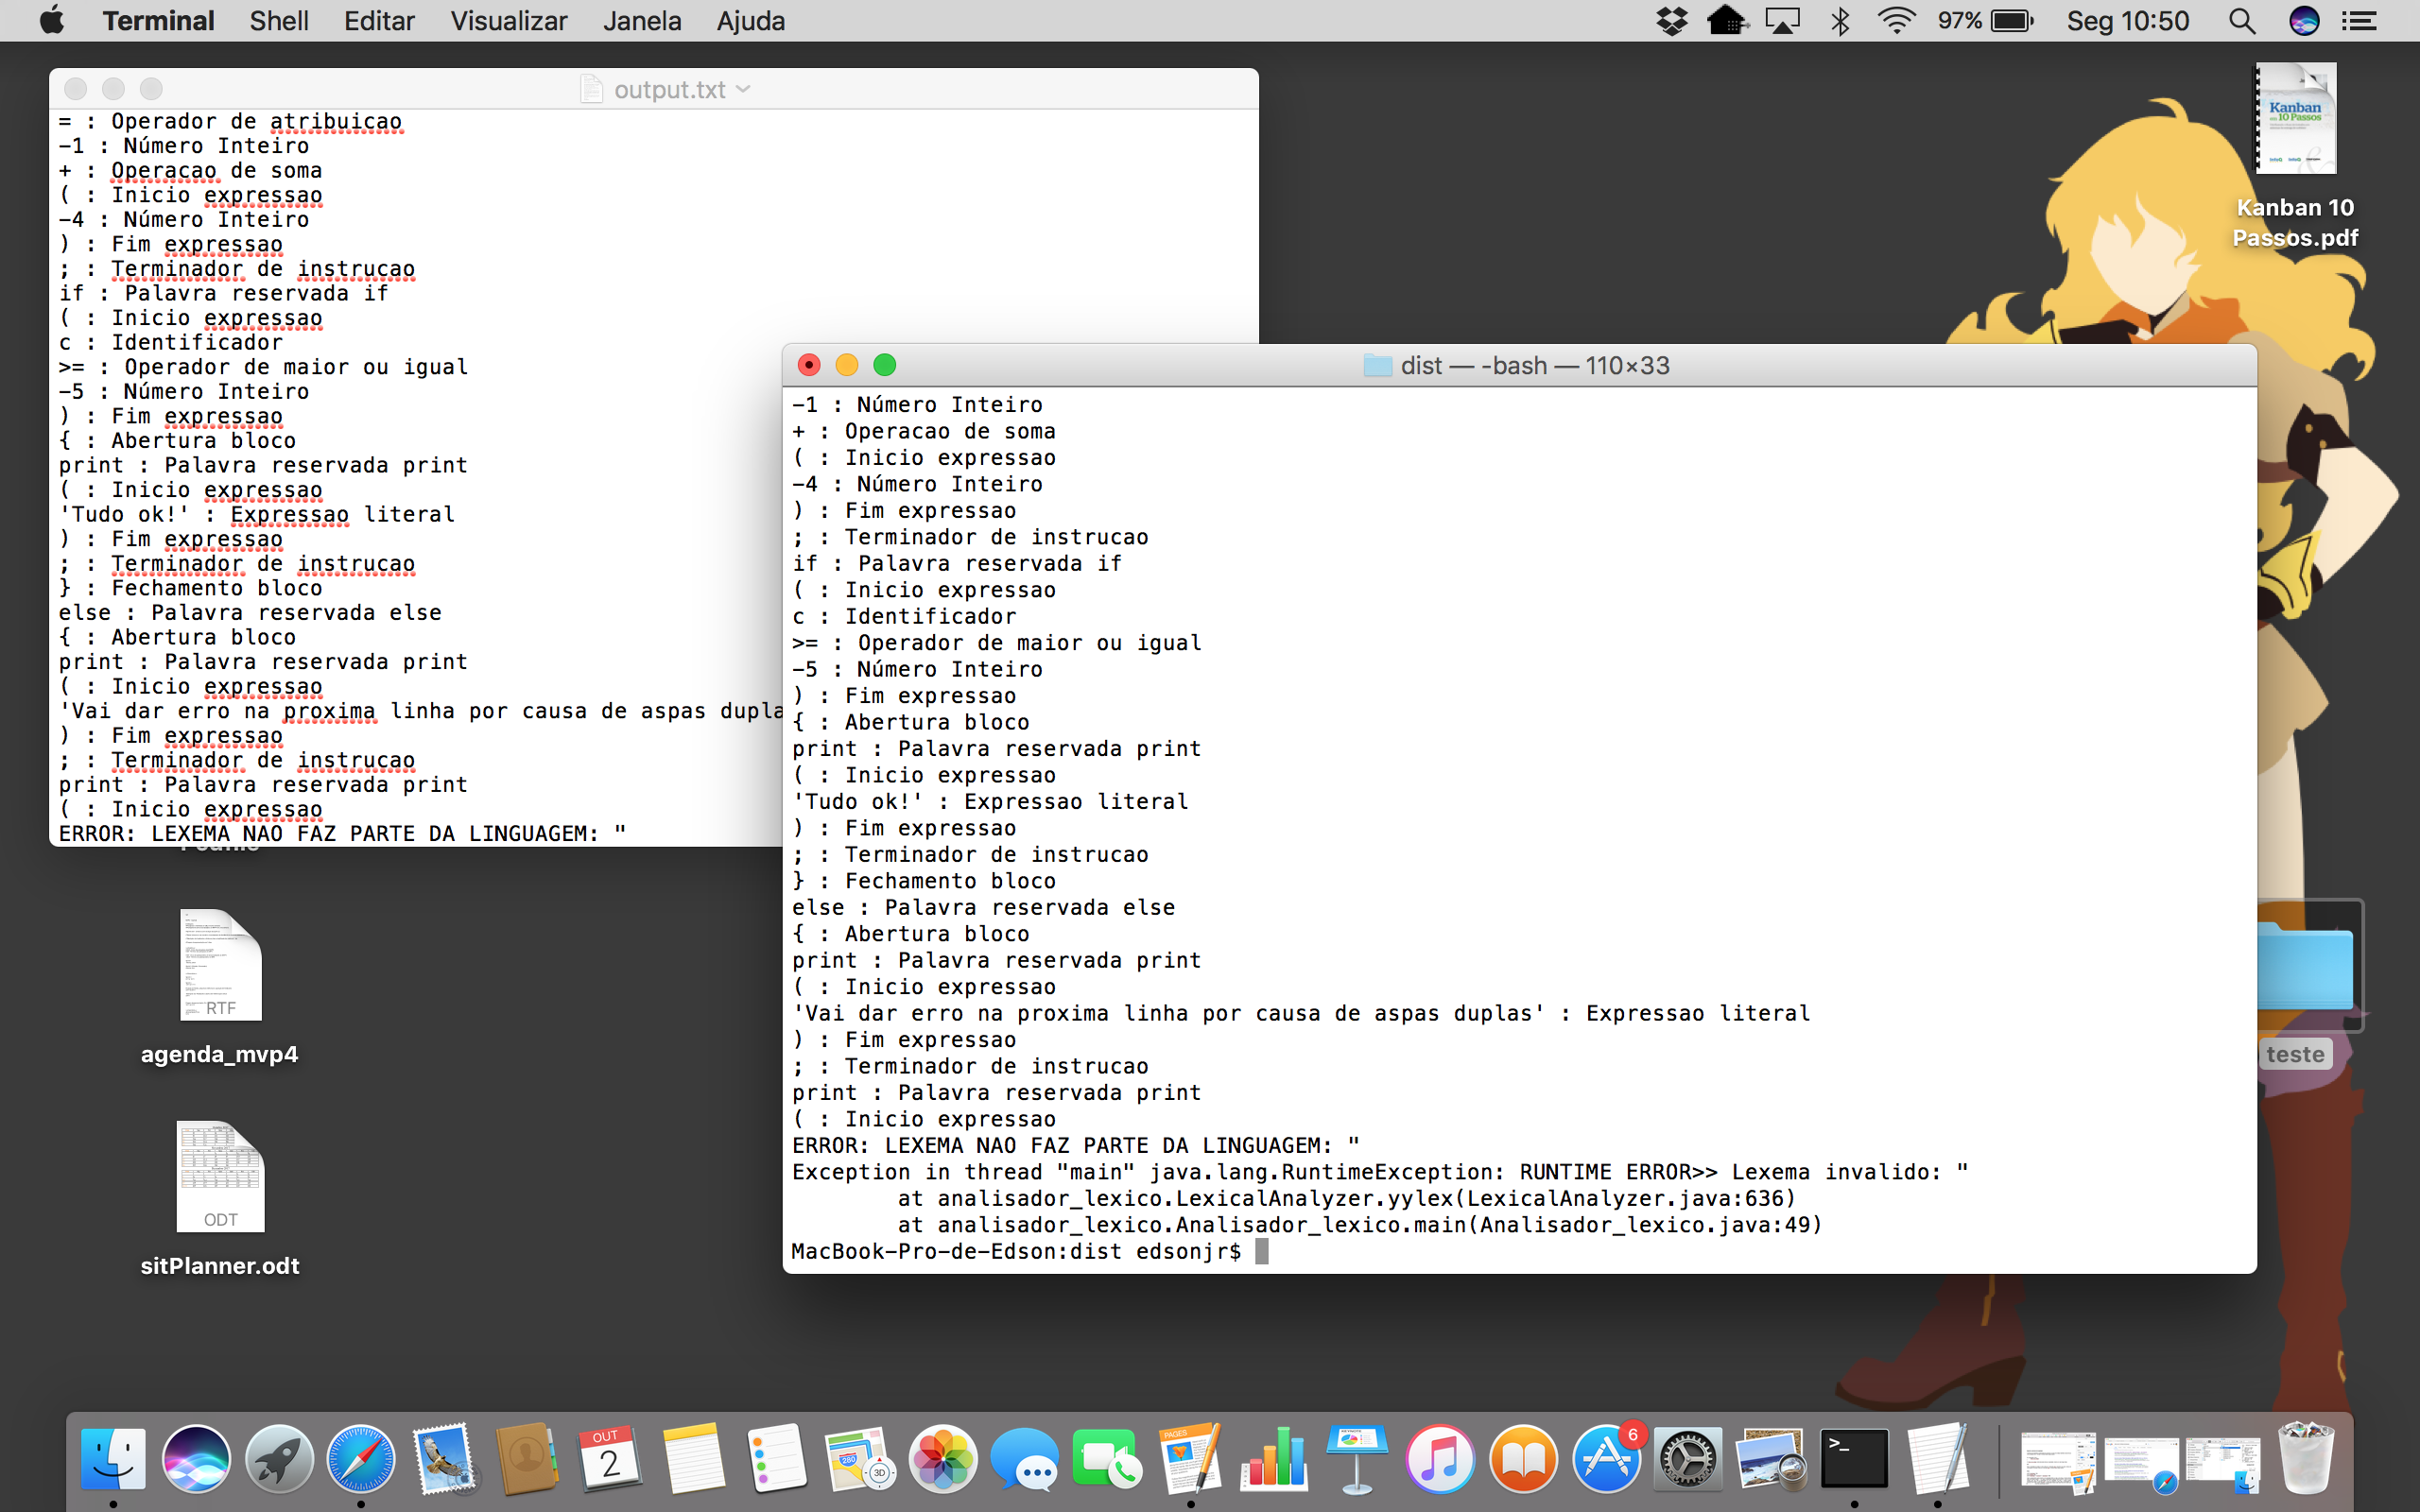 Terminal Shell Editar Visualizar Janela Ajuda 97% Seg 10:50
output.txt
= : Operador de atribuicao
-1 : Número Inteiro
+ : Operacao de soma
( : Inicio expressao
-4 : Número Inteiro
) : Fim expressao
; : Terminador de instrucao
if : Palavra reservada if
( : Inicio expressao
c : Identificador
>= : Operador de maior ou igual
-5 : Número Inteiro
) : Fim expressao
{ : Abertura bloco
print : Palavra reservada print
( : Inicio expressao
'Tudo ok!' : Expressao literal
) : Fim expressao
; : Terminador de instrucao
} : Fechamento bloco
else : Palavra reservada else
{ : Abertura bloco
print : Palavra reservada print
( : Inicio expressao
'Vai dar erro na proxima linha por causa de aspas dupla
) : Fim expressao
; : Terminador de instrucao
print : Palavra reservada print
( : Inicio expressao
ERROR: LEXEMA NAO FAZ PARTE DA LINGUAGEM: "
dist — -bash — 110×33
-1 : Número Inteiro
+ : Operacao de soma
( : Inicio expressao
-4 : Número Inteiro
) : Fim expressao
; : Terminador de instrucao
if : Palavra reservada if
( : Inicio expressao
c : Identificador
>= : Operador de maior ou igual
-5 : Número Inteiro
) : Fim expressao
{ : Abertura bloco
print : Palavra reservada print
( : Inicio expressao
'Tudo ok!' : Expressao literal
) : Fim expressao
; : Terminador de instrucao
} : Fechamento bloco
else : Palavra reservada else
{ : Abertura bloco
print : Palavra reservada print
( : Inicio expressao
'Vai dar erro na proxima linha por causa de aspas duplas' : Expressao literal
) : Fim expressao
; : Terminador de instrucao
print : Palavra reservada print
( : Inicio expressao
ERROR: LEXEMA NAO FAZ PARTE DA LINGUAGEM: "
Exception in thread "main" java.lang.RuntimeException: RUNTIME ERROR>> Lexema invalido: "
at analisador_lexico.LexicalAnalyzer.yylex(LexicalAnalyzer.java:636)
at analisador_lexico.Analisador_lexico.main(Analisador_lexico.java:49)
MacBook-Pro-de-Edson:dist edsonjr$
Kanban
10 Passos
Kanban 10
Passos.pdf
teste
RTF
agenda_mvp4
ODT
sitPlanner.odt
OUT
2
280
3D
PAGES
6
>_